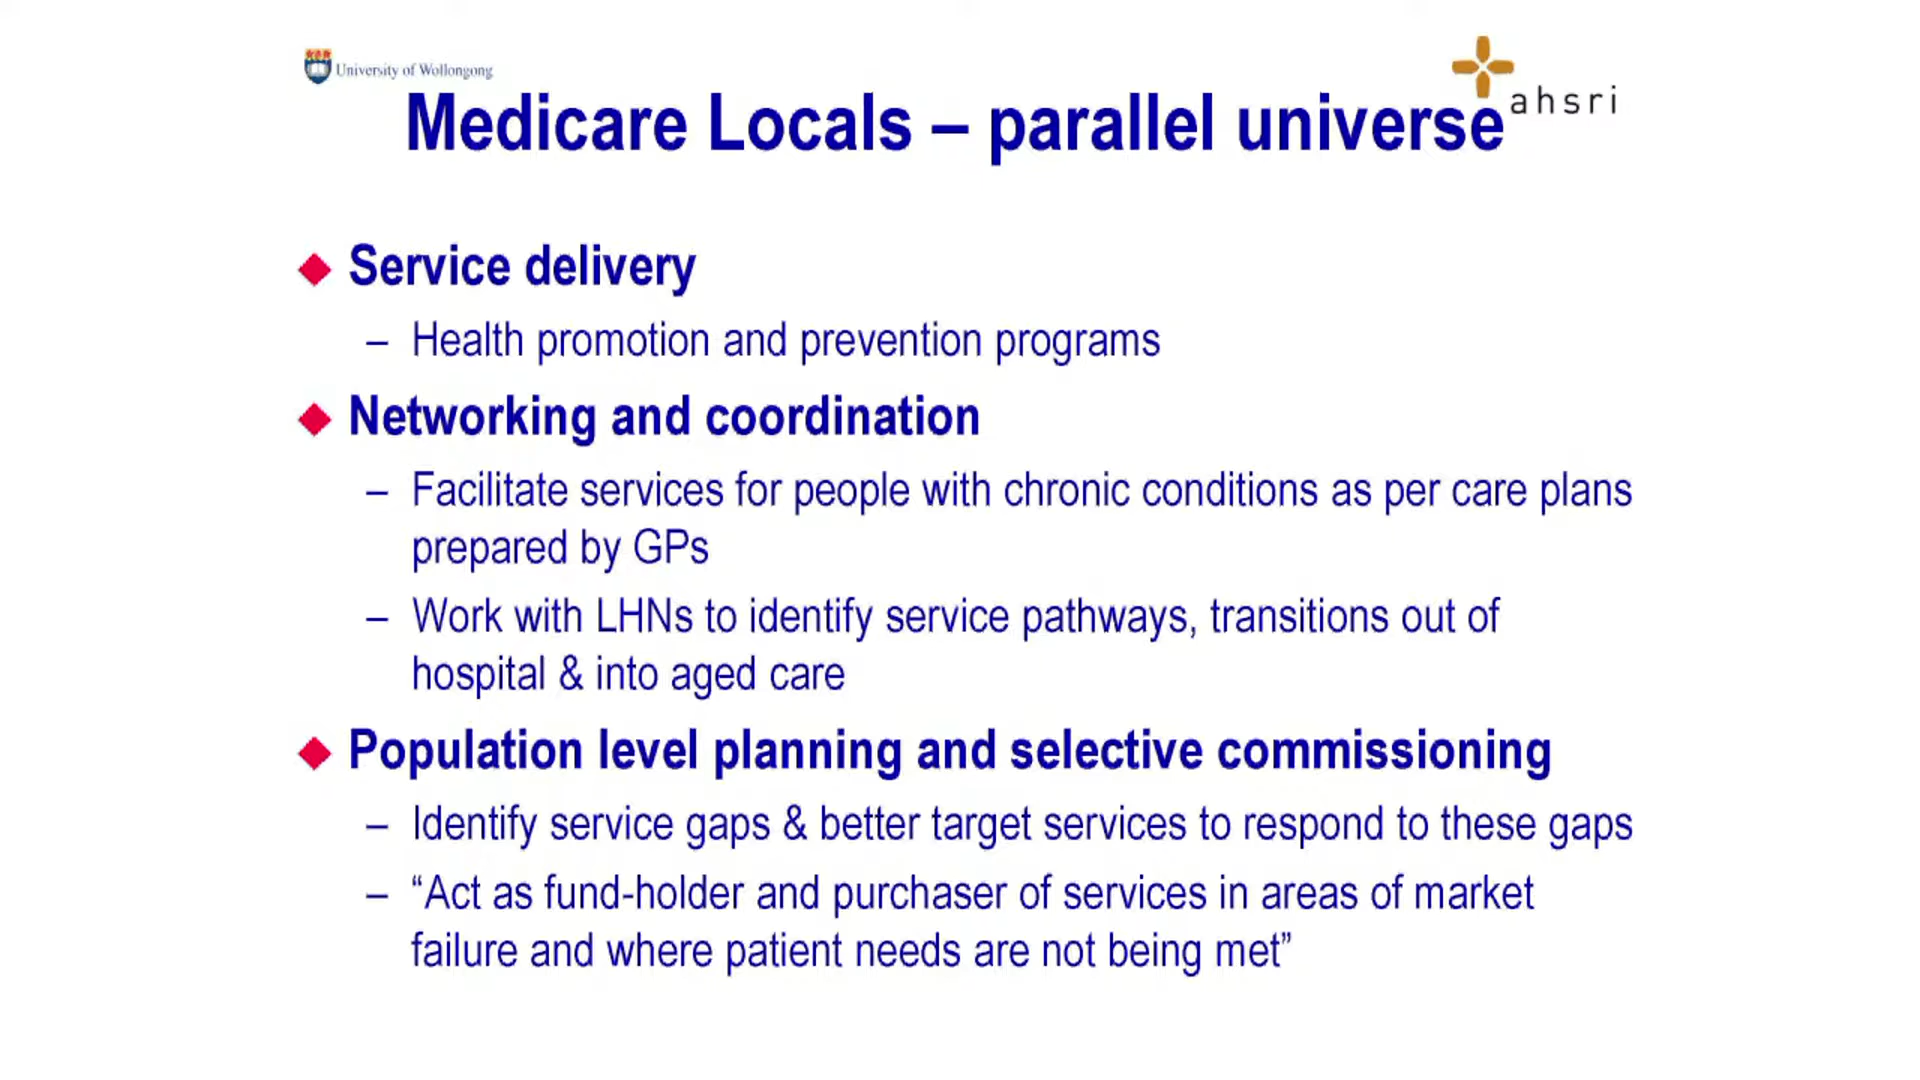 University of Wollongong
ahsri
Medicare Locals – parallel universe
Service delivery
– Health promotion and prevention programs
Networking and coordination
– Facilitate services for people with chronic conditions as per care plans
prepared by GPs
– Work with LHNs to identify service pathways, transitions out of
hospital & into aged care
Population level planning and selective commissioning
– Identify service gaps & better target services to respond to these gaps
– “Act as fund-holder and purchaser of services in areas of market
failure and where patient needs are not being met”